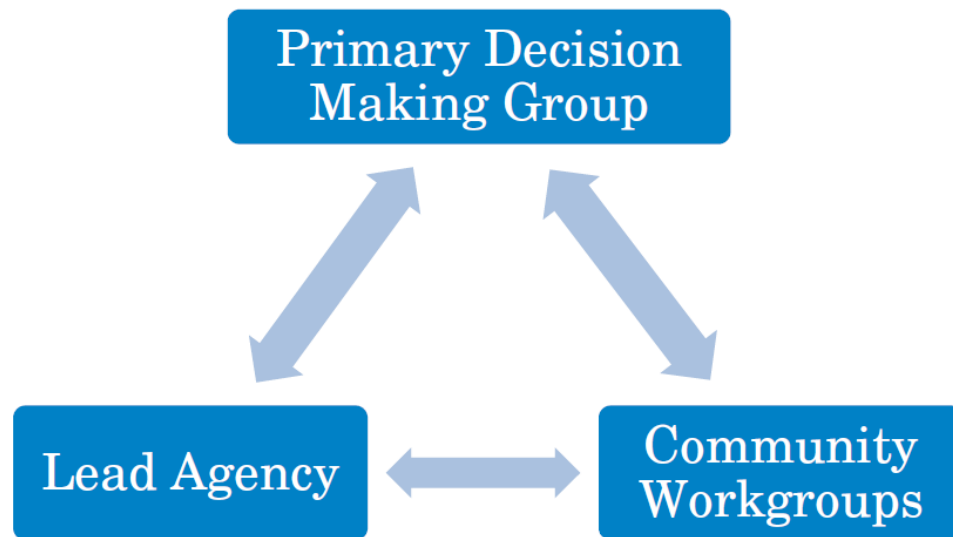 Primary Decision
Making Group
Lead Agency
Community
Workgroups